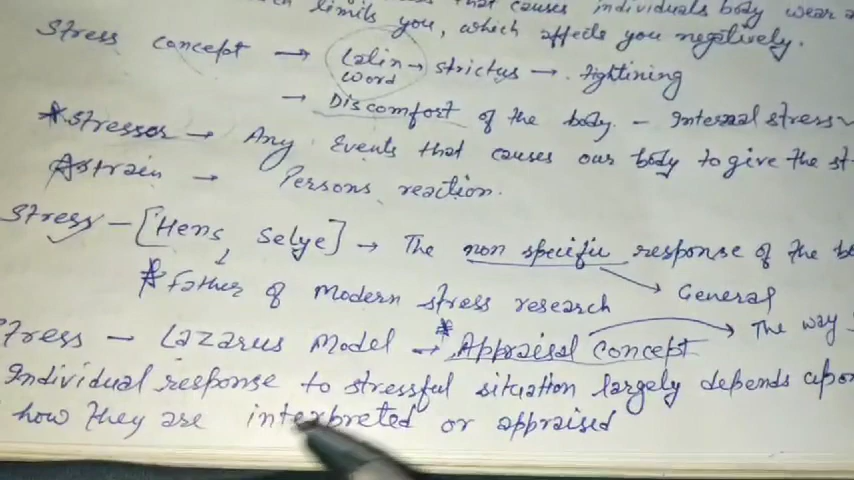 limits you, which affects you negatively. causes individuals body wear
Stress concept → Latin word → strictus → Tightining
→ Discomfort of the body. - Internal stress
*Stressor → Any Events that causes our body to give the st
*Strain → Persons reaction.
Stress - [Hens Selye] → The non specific response of the
* Father of modern stress research → General
Stress - Lazarus Model → *Appraisal concept → The way
Individual response to stressful situation largely depends upon
how they are interpreted or appraised